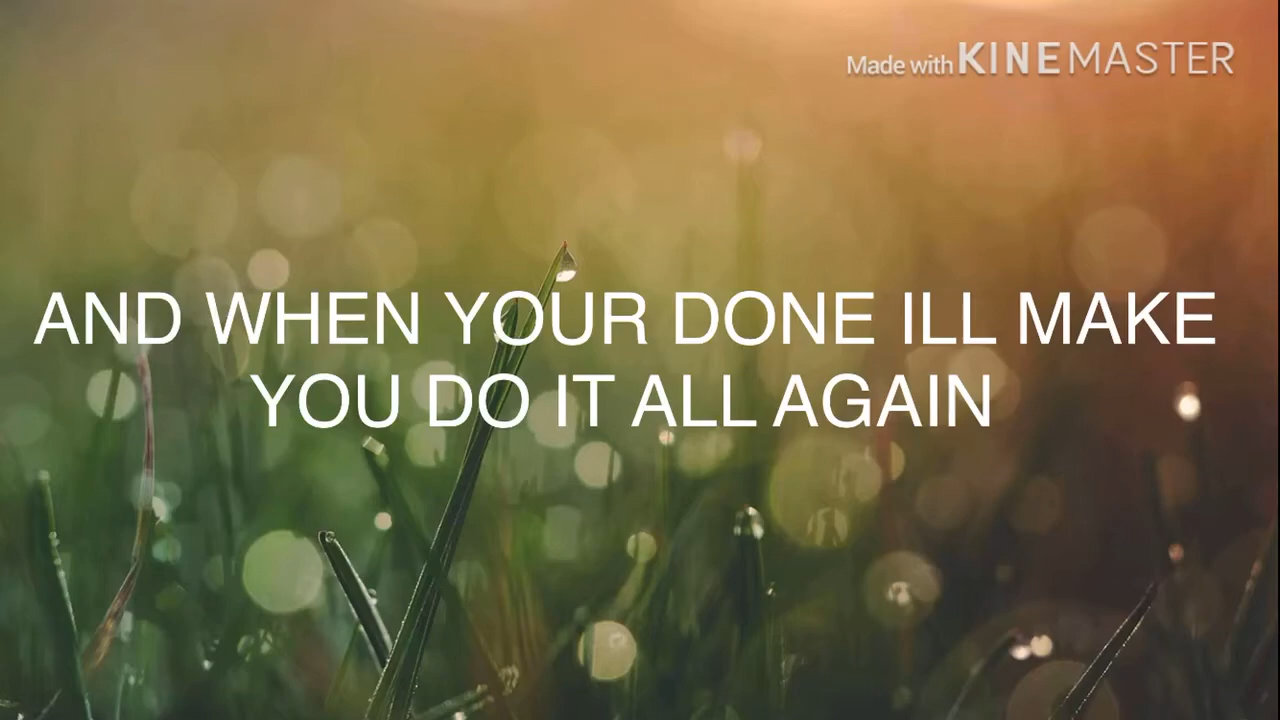 Made with KINEMASTER
AND WHEN YOUR DONE ILL MAKE
YOU DO IT ALL AGAIN